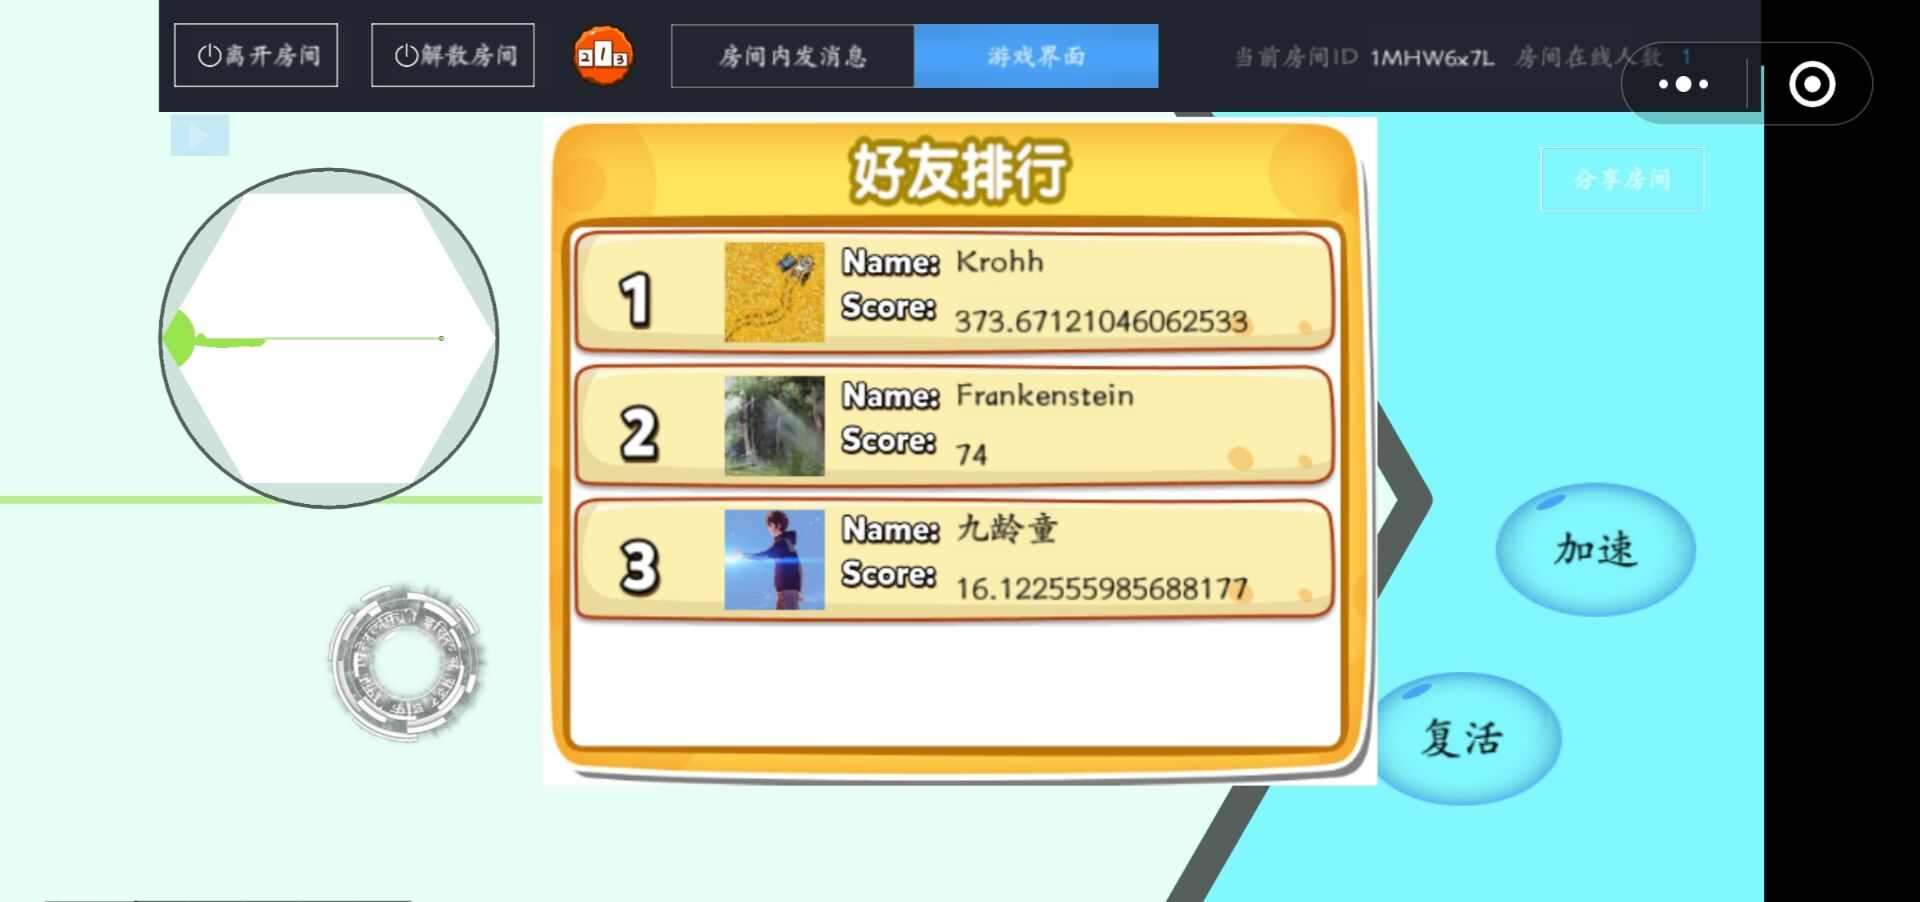 离开房间
解散房间
2 1 3
房间内发消息
游戏界面
当前房间ID 1MHW6x7L 房间在线人数 1
分享房间
好友排行
1
Name: Krohh
Score: 373.67121046062533
2
Name: Frankenstein
Score: 74
3
Name: 九龄童
Score: 16.122555985688177
加速
复活